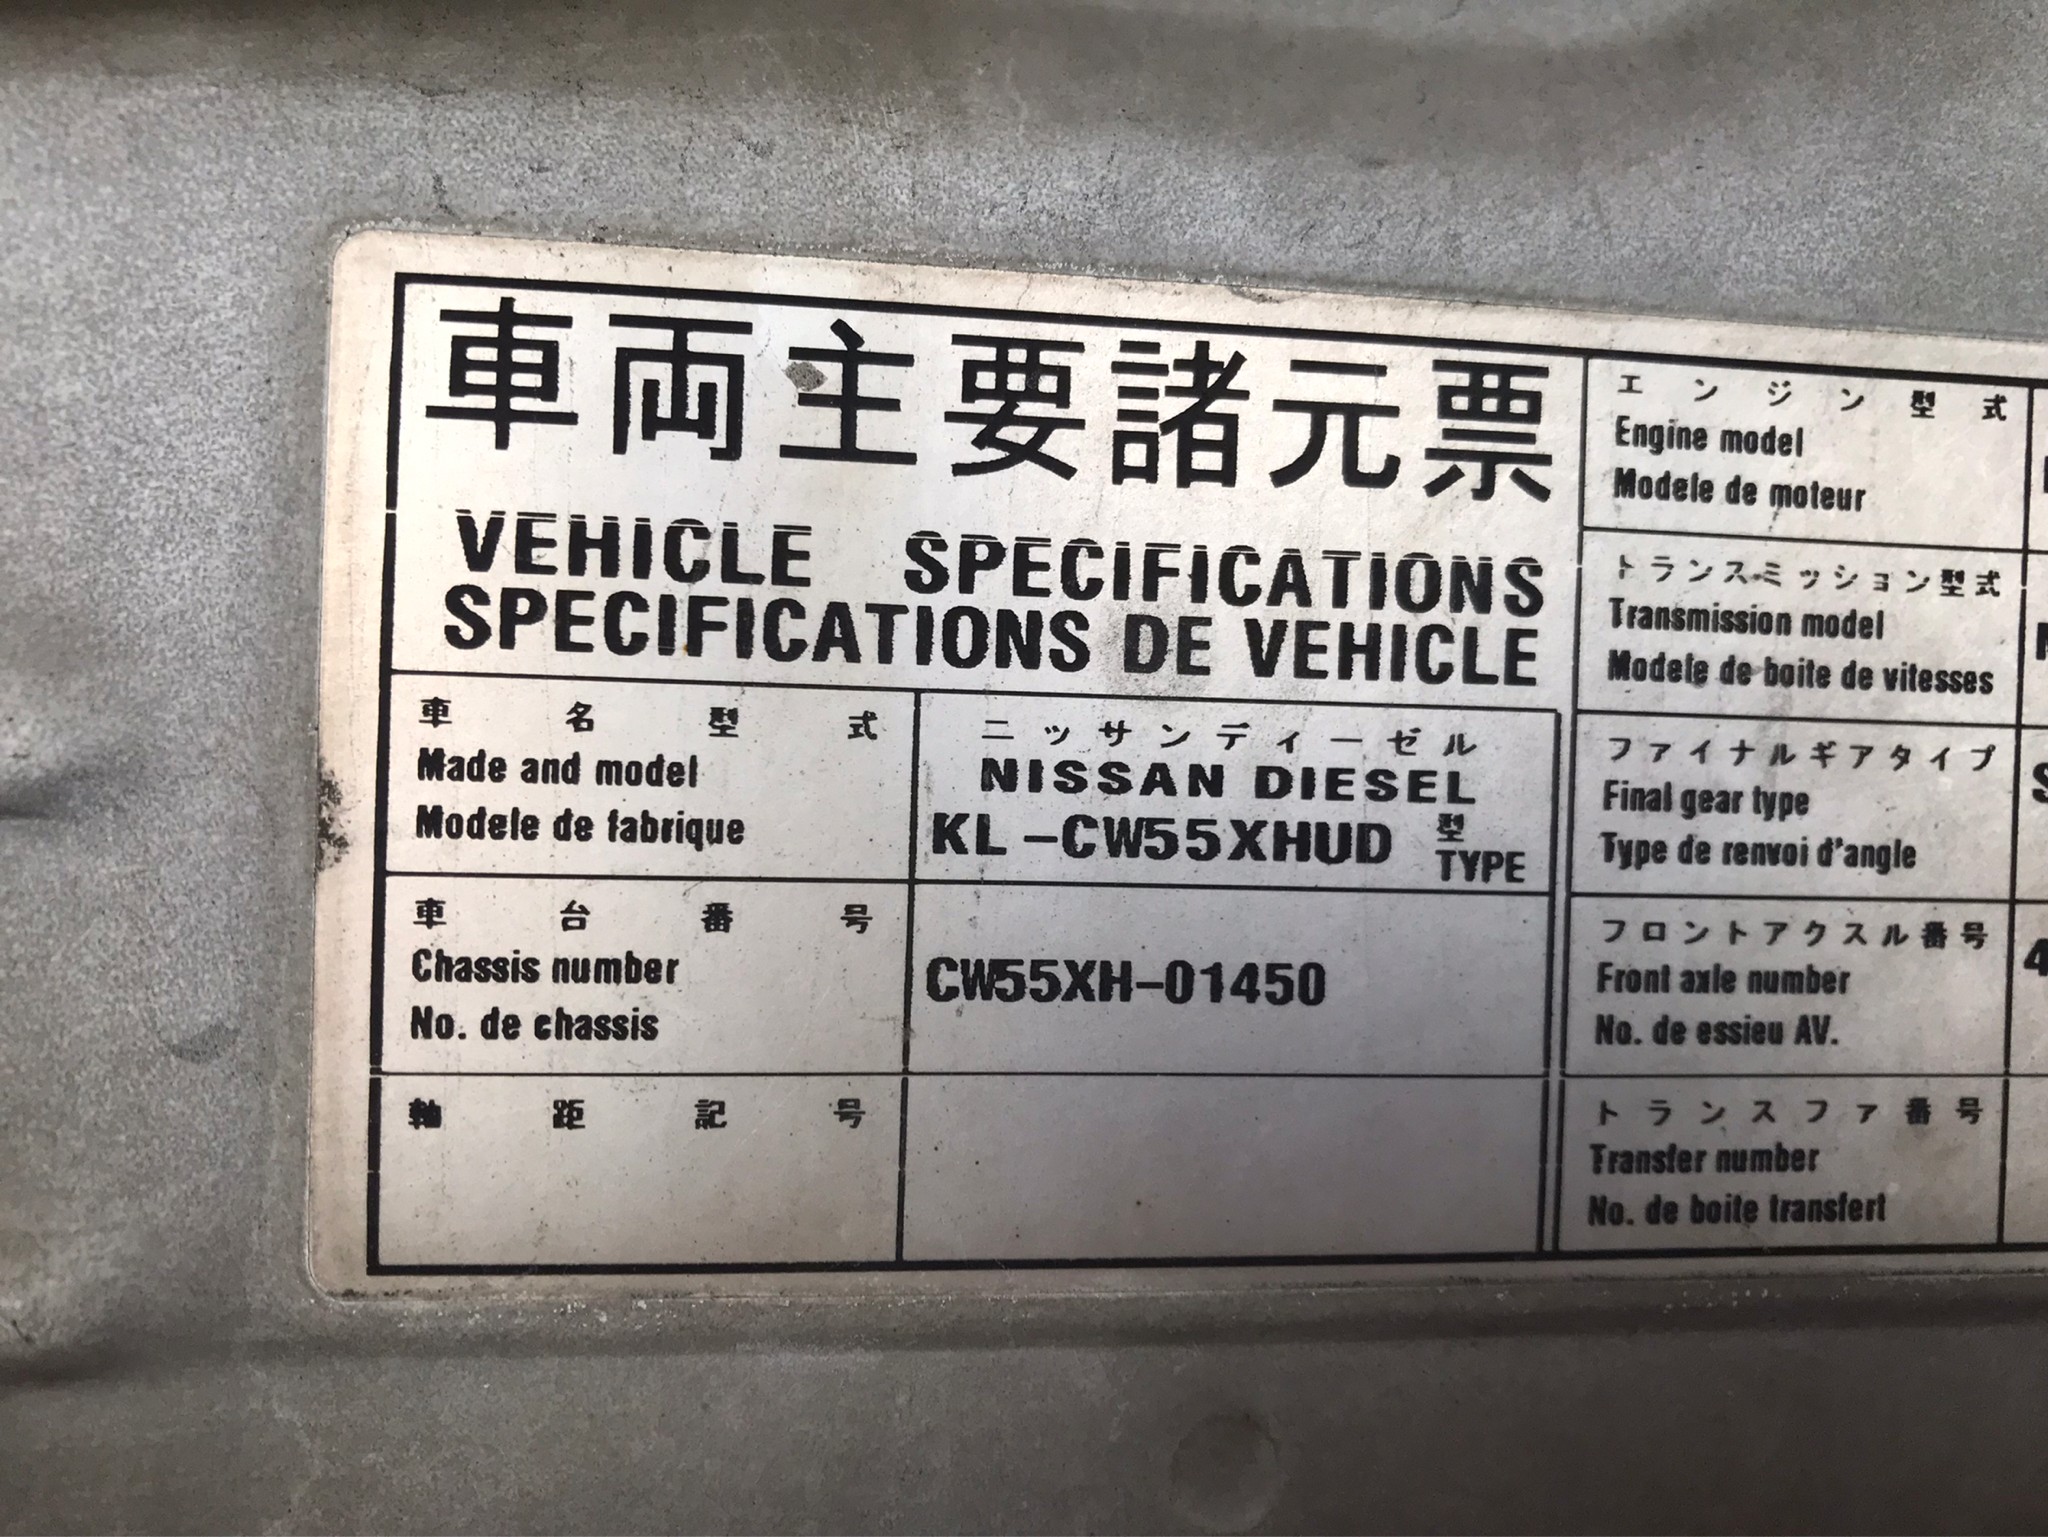 車両主要諸元票
VEHICLE SPECIFICATIONS
SPECIFICATIONS DE VEHICLE
車名型式
Made and model
Modele de fabrique
ニッサンディーゼル
NISSAN DIESEL
KL-CW55XHUD 型 TYPE
車台番号
Chassis number
No. de chassis
CW55XH-01450
軸距記号
エンジン型式
Engine model
Modele de moteur
トランスミッション型式
Transmission model
Modele de boite de vitesses
ファイナルギアタイプ
Final gear type
Type de renvoi d'angle
フロントアクスル番号
Front axle number
No. de essieu AV.
4
トランスファ番号
Transfer number
No. de boite transfert